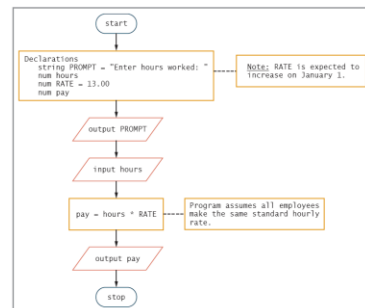 start
Declarations
string PROMPT = "Enter hours worked: "
num hours
num RATE = 13.00
num pay
Note: RATE is expected to
increase on January 1.
output PROMPT
input hours
pay = hours * RATE
Program assumes all employees
make the same standard hourly
rate.
output pay
stop